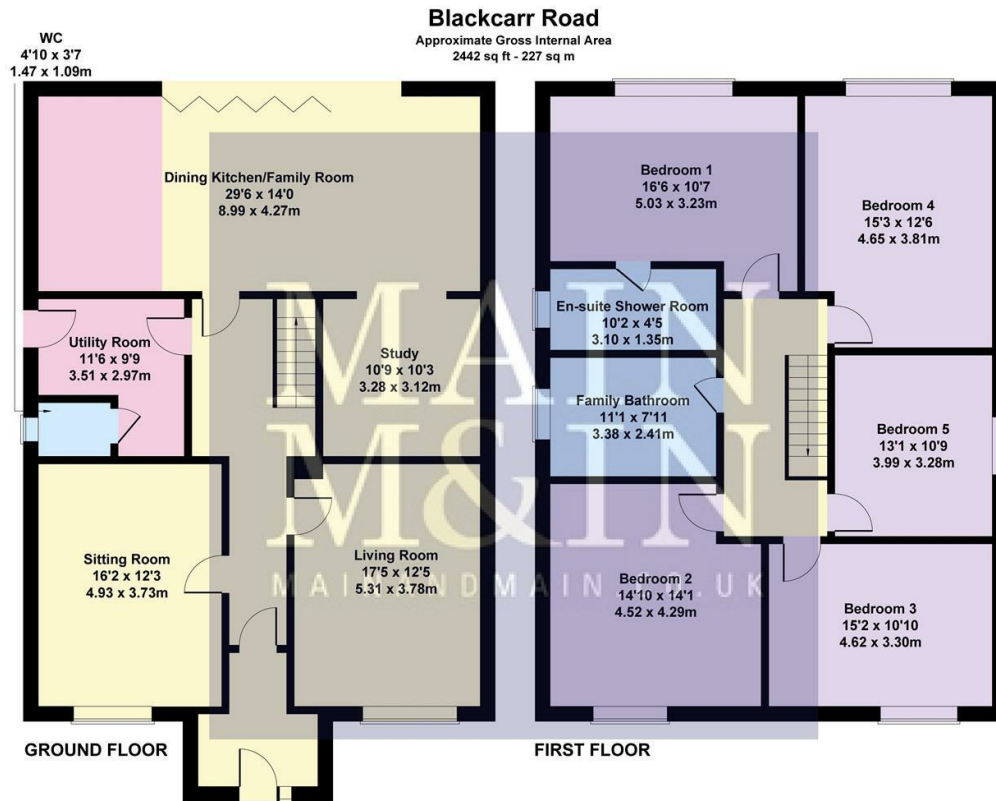 Blackcarr Road
Approximate Gross Internal Area
2442 sq ft - 227 sq m
WC
4'10 x 3'7
1.47 x 1.09m
Dining Kitchen/Family Room
29'6 x 14'0
8.99 x 4.27m
Utility Room
11'6 x 9'9
3.51 x 2.97m
Study
10'9 x 10'3
3.28 x 3.12m
Sitting Room
16'2 x 12'3
4.93 x 3.73m
Living Room
17'5 x 12'5
5.31 x 3.78m
GROUND FLOOR
Bedroom 1
16'6 x 10'7
5.03 x 3.23m
Bedroom 4
15'3 x 12'6
4.65 x 3.81m
En-suite Shower Room
10'2 x 4'5
3.10 x 1.35m
Family Bathroom
11'1 x 7'11
3.38 x 2.41m
Bedroom 5
13'1 x 10'9
3.99 x 3.28m
Bedroom 2
14'10 x 14'1
4.52 x 4.29m
Bedroom 3
15'2 x 10'10
4.62 x 3.30m
FIRST FLOOR
MAIN
M&IN
MAINANDMAIN.CO.UK